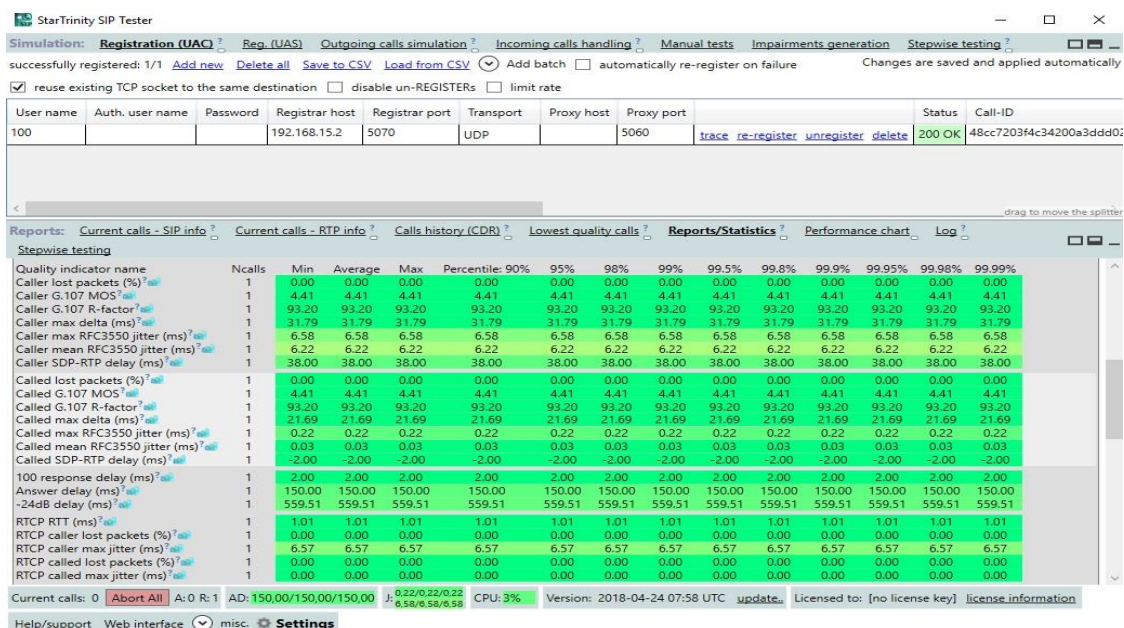 StarTrinity SIP Tester
Simulation: Registration (UAC) ? Reg. (UAS) Outgoing calls simulation ? Incoming calls handling ? Manual tests Impairments generation Stepwise testing ?
successfully registered: 1/1 Add new Delete all Save to CSV Load from CSV Add batch automatically re-register on failure Changes are saved and applied automatically
reuse existing TCP socket to the same destination disable un-REGISTERs limit rate
User name Auth. user name Password Registrar host Registrar port Transport Proxy host Proxy port Status Call-ID
100 192.168.15.2 5070 UDP 5060 trace re-register unregister delete 200 OK 48cc7203f4c34200a3ddd02
drag to move the splitter
Reports: Current calls - SIP info ? Current calls - RTP info ? Calls history (CDR) ? Lowest quality calls ? Reports/Statistics ? Performance chart Log ?
Stepwise testing
Quality indicator name Ncalls Min Average Max Percentile: 90% 95% 98% 99% 99.5% 99.8% 99.9% 99.95% 99.98% 99.99%
Caller lost packets (%) ? 1 0.00 0.00 0.00 0.00 0.00 0.00 0.00 0.00 0.00 0.00 0.00 0.00 0.00
Caller G.107 MOS ? 1 4.41 4.41 4.41 4.41 4.41 4.41 4.41 4.41 4.41 4.41 4.41 4.41 4.41
Caller G.107 R-factor ? 1 93.20 93.20 93.20 93.20 93.20 93.20 93.20 93.20 93.20 93.20 93.20 93.20 93.20
Caller max delta (ms) ? 1 31.79 31.79 31.79 31.79 31.79 31.79 31.79 31.79 31.79 31.79 31.79 31.79 31.79
Caller max RFC3550 jitter (ms) ? 1 6.58 6.58 6.58 6.58 6.58 6.58 6.58 6.58 6.58 6.58 6.58 6.58 6.58
Caller mean RFC3550 jitter (ms) ? 1 6.22 6.22 6.22 6.22 6.22 6.22 6.22 6.22 6.22 6.22 6.22 6.22 6.22
Caller SDP-RTP delay (ms) ? 1 38.00 38.00 38.00 38.00 38.00 38.00 38.00 38.00 38.00 38.00 38.00 38.00 38.00
Called lost packets (%) ? 1 0.00 0.00 0.00 0.00 0.00 0.00 0.00 0.00 0.00 0.00 0.00 0.00 0.00
Called G.107 MOS ? 1 4.41 4.41 4.41 4.41 4.41 4.41 4.41 4.41 4.41 4.41 4.41 4.41 4.41
Called G.107 R-factor ? 1 93.20 93.20 93.20 93.20 93.20 93.20 93.20 93.20 93.20 93.20 93.20 93.20 93.20
Called max delta (ms) ? 1 21.69 21.69 21.69 21.69 21.69 21.69 21.69 21.69 21.69 21.69 21.69 21.69 21.69
Called max RFC3550 jitter (ms) ? 1 0.22 0.22 0.22 0.22 0.22 0.22 0.22 0.22 0.22 0.22 0.22 0.22 0.22
Called mean RFC3550 jitter (ms) ? 1 0.03 0.03 0.03 0.03 0.03 0.03 0.03 0.03 0.03 0.03 0.03 0.03 0.03
Called SDP-RTP delay (ms) ? 1 -2.00 -2.00 -2.00 -2.00 -2.00 -2.00 -2.00 -2.00 -2.00 -2.00 -2.00 -2.00 -2.00
100 response delay (ms) ? 1 2.00 2.00 2.00 2.00 2.00 2.00 2.00 2.00 2.00 2.00 2.00 2.00 2.00
Answer delay (ms) ? 1 150.00 150.00 150.00 150.00 150.00 150.00 150.00 150.00 150.00 150.00 150.00 150.00 150.00
-24dB delay (ms) ? 1 559.51 559.51 559.51 559.51 559.51 559.51 559.51 559.51 559.51 559.51 559.51 559.51 559.51
RTCP RTT (ms) ? 1 1.01 1.01 1.01 1.01 1.01 1.01 1.01 1.01 1.01 1.01 1.01 1.01 1.01
RTCP caller lost packets (%) ? 1 0.00 0.00 0.00 0.00 0.00 0.00 0.00 0.00 0.00 0.00 0.00 0.00 0.00
RTCP caller max jitter (ms) ? 1 6.57 6.57 6.57 6.57 6.57 6.57 6.57 6.57 6.57 6.57 6.57 6.57 6.57
RTCP called lost packets (%) ? 1 0.00 0.00 0.00 0.00 0.00 0.00 0.00 0.00 0.00 0.00 0.00 0.00 0.00
RTCP called max jitter (ms) ? 1 0.00 0.00 0.00 0.00 0.00 0.00 0.00 0.00 0.00 0.00 0.00 0.00 0.00
Current calls: 0 Abort All A: 0 R: 1 AD: 150,00/150,00/150,00 J: 0,22/0,22/0,22 6,58/6,58/6,58 CPU: 3% Version: 2018-04-24 07:58 UTC update.. Licensed to: [no license key] license information
Help/support Web interface misc. Settings